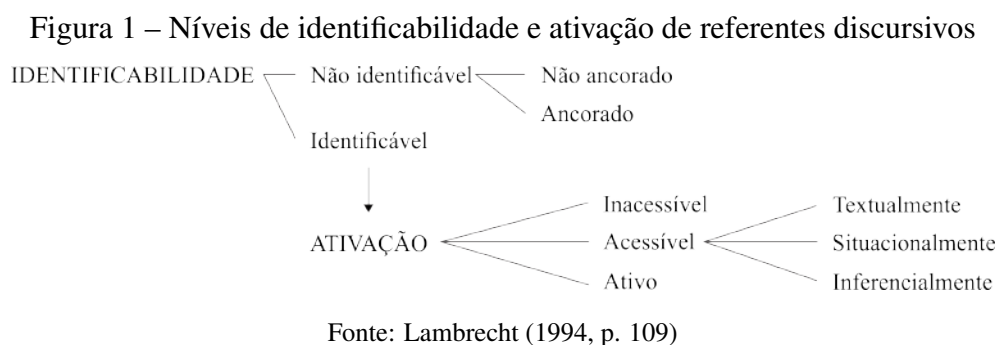 Figura 1 – Níveis de identificabilidade e ativação de referentes discursivos
IDENTIFICABILIDADE Não identificável Não ancorado
Ancorado
Identificável
Inacessível Textualmente
ATIVAÇÃO Acessível Situacionalmente
Ativo Inferencialmente
Fonte: Lambrecht (1994, p. 109)